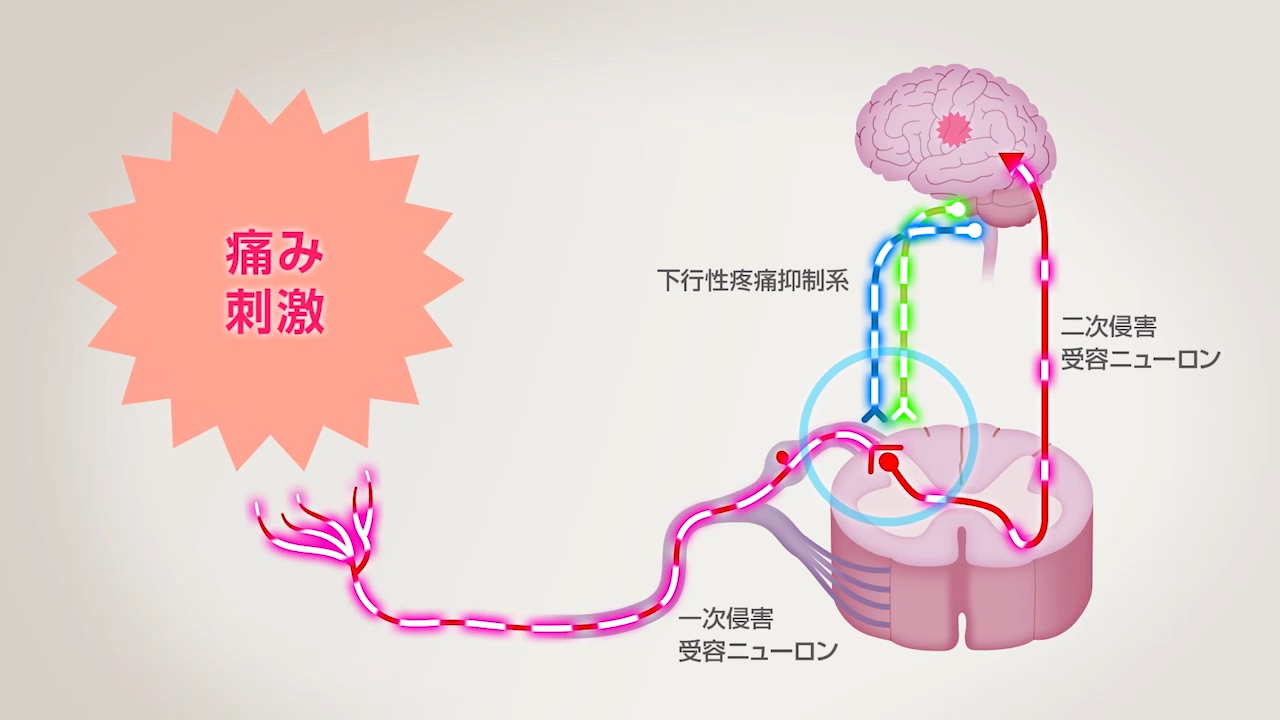 痛み
刺激
下行性疼痛抑制系
二次侵害
受容ニューロン
一次侵害
受容ニューロン